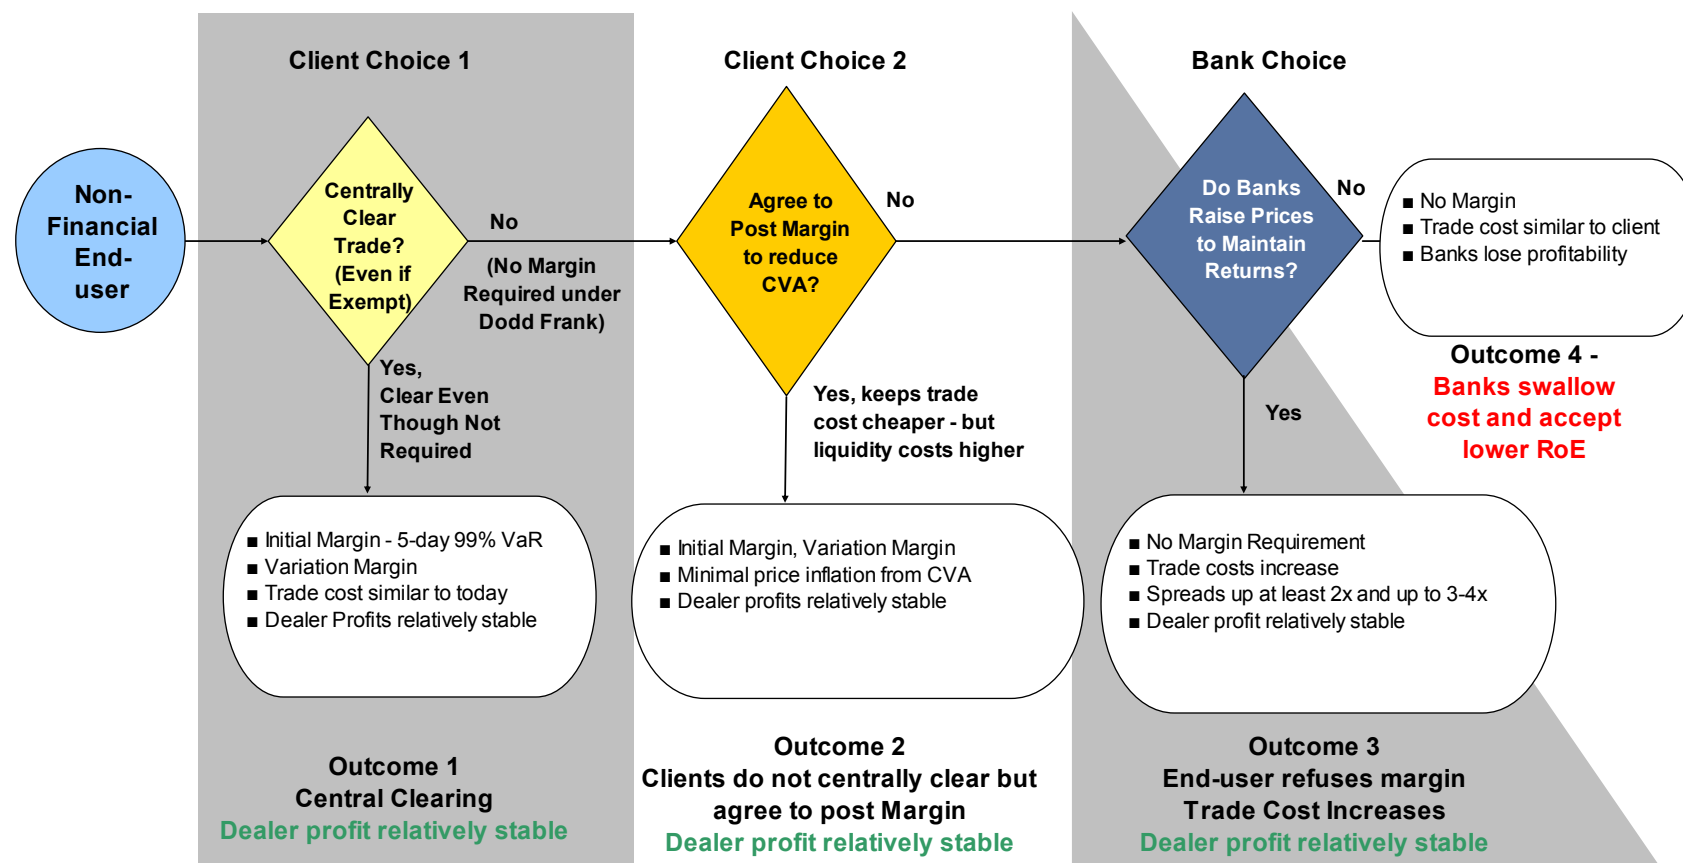 Client Choice 1
Client Choice 2
Bank Choice
Non-
Financial
End-
user
Centrally
Clear
Trade?
(Even if
Exempt)
No
(No Margin
Required under
Dodd Frank)
Yes,
Clear Even
Though Not
Required
Agree to
Post Margin
to reduce
CVA?
No
Yes, keeps trade
cost cheaper - but
liquidity costs higher
Do Banks
Raise Prices
to Maintain
Returns?
No
Yes
■ No Margin
■ Trade cost similar to client
■ Banks lose profitability
Outcome 4 -
Banks swallow
cost and accept
lower RoE
■ Initial Margin - 5-day 99% VaR
■ Variation Margin
■ Trade cost similar to today
■ Dealer Profits relatively stable
■ Initial Margin, Variation Margin
■ Minimal price inflation from CVA
■ Dealer profits relatively stable
■ No Margin Requirement
■ Trade costs increase
■ Spreads up at least 2x and up to 3-4x
■ Dealer profit relatively stable
Outcome 1
Central Clearing
Dealer profit relatively stable
Outcome 2
Clients do not centrally clear but
agree to post Margin
Dealer profit relatively stable
Outcome 3
End-user refuses margin
Trade Cost Increases
Dealer profit relatively stable